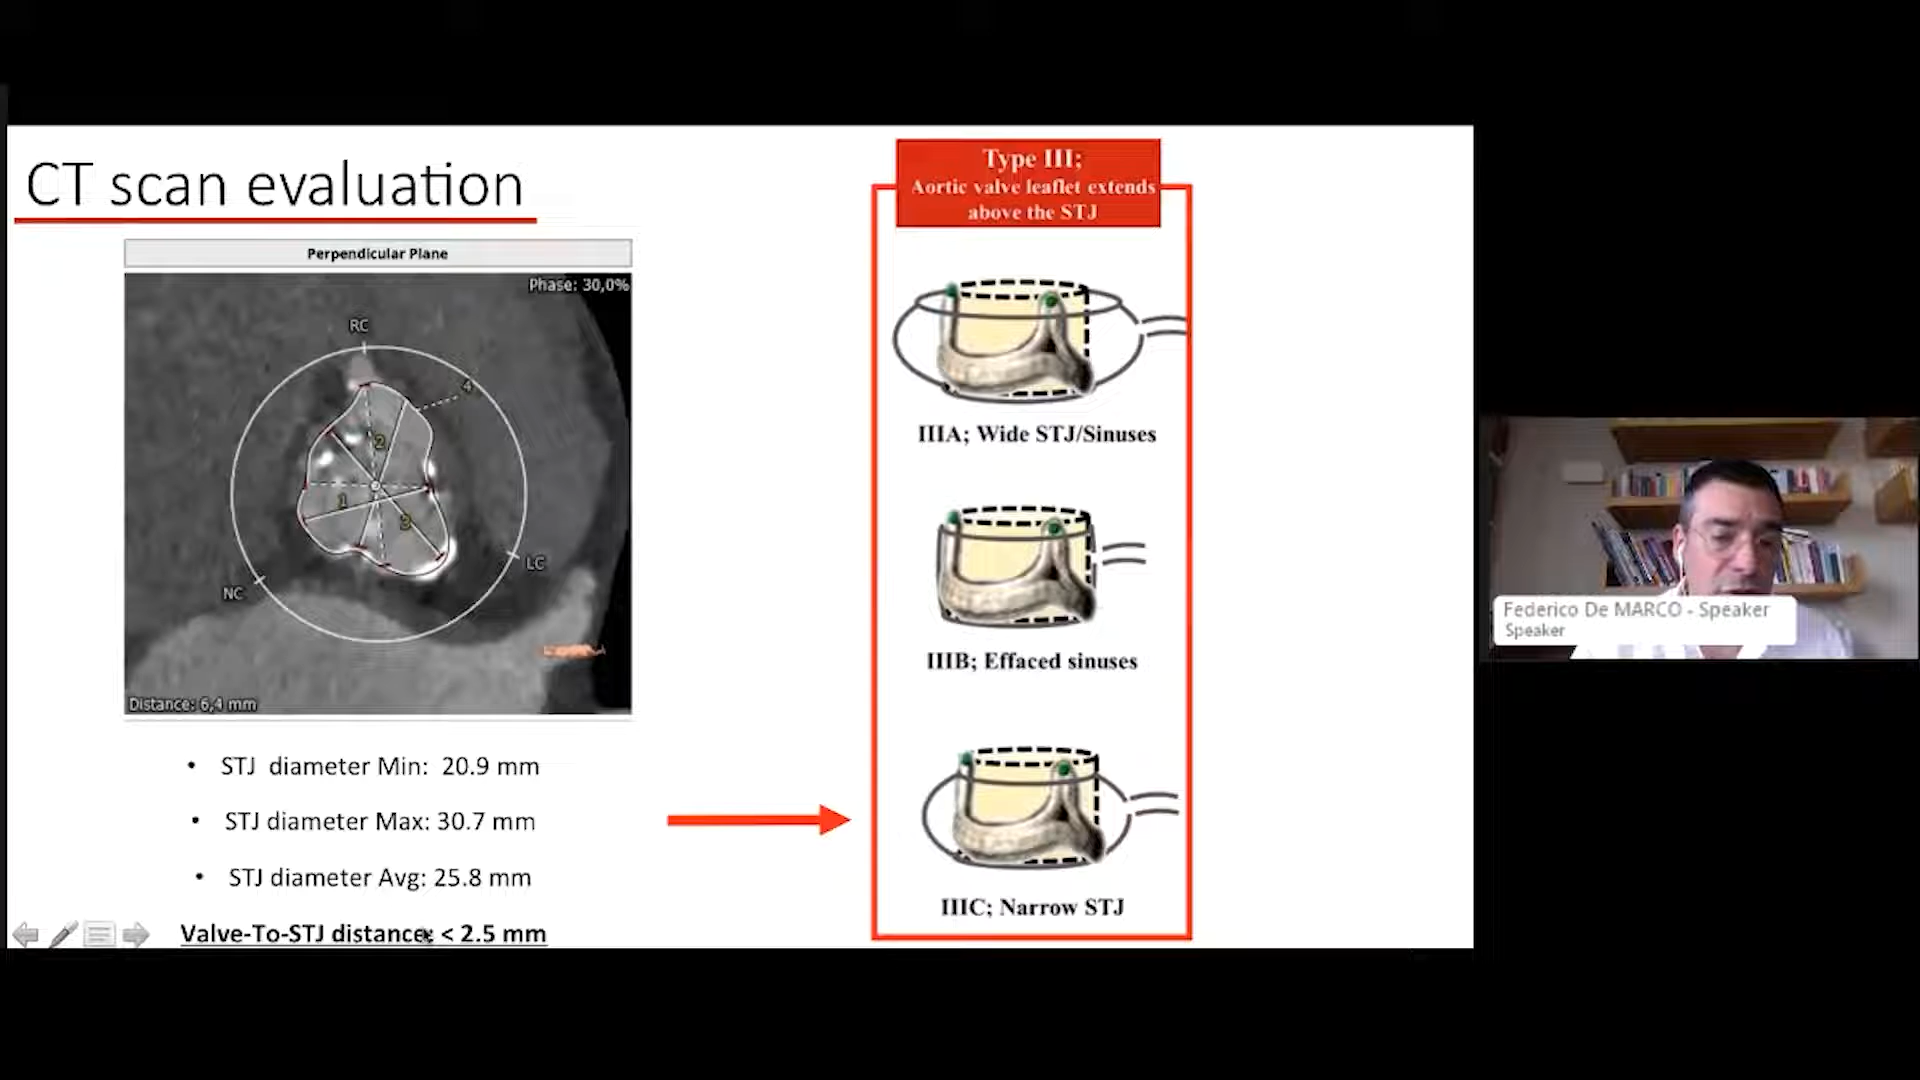 CT scan evaluation
Perpendicular Plane
Phase: 30,0%
RC
4
2
1
3
LC
NC
Distance: 6,4 mm
• STJ diameter Min: 20.9 mm
• STJ diameter Max: 30.7 mm
• STJ diameter Avg: 25.8 mm
Valve-To-STJ distance: < 2.5 mm
Type III;
Aortic valve leaflet extends
above the STJ
IIIA; Wide STJ/Sinuses
IIIB; Effaced sinuses
IIIC; Narrow STJ
Federico De MARCO - Speaker
Speaker